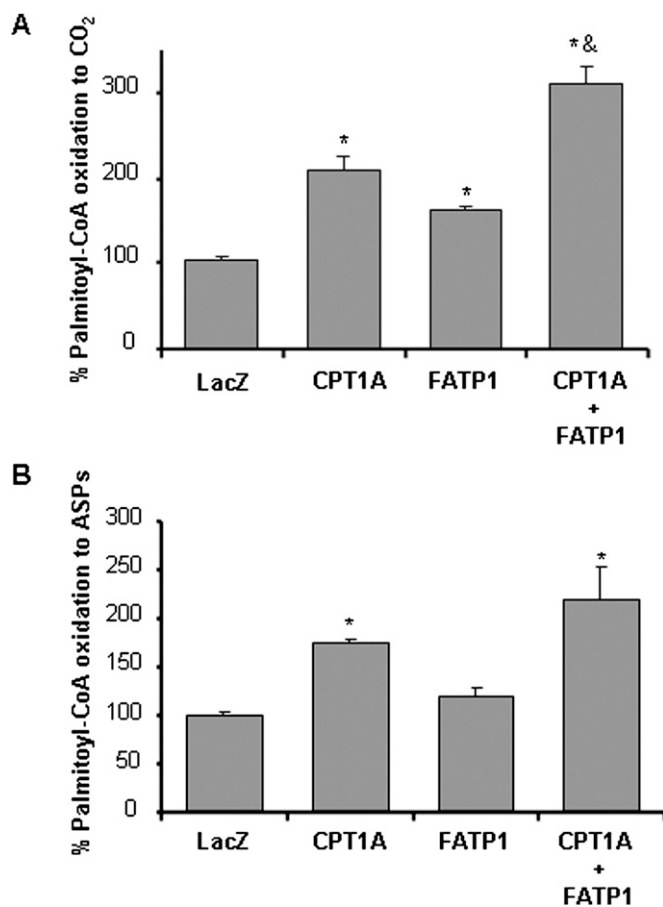 A
% Palmitoyl-CoA oxidation to CO2
300
200
100
0
*
*
* &
LacZ
CPT1A
FATP1
CPT1A
+
FATP1
B
% Palmitoyl-CoA oxidation to ASPs
300
250
200
150
100
50
0
*
*
LacZ
CPT1A
FATP1
CPT1A
+
FATP1